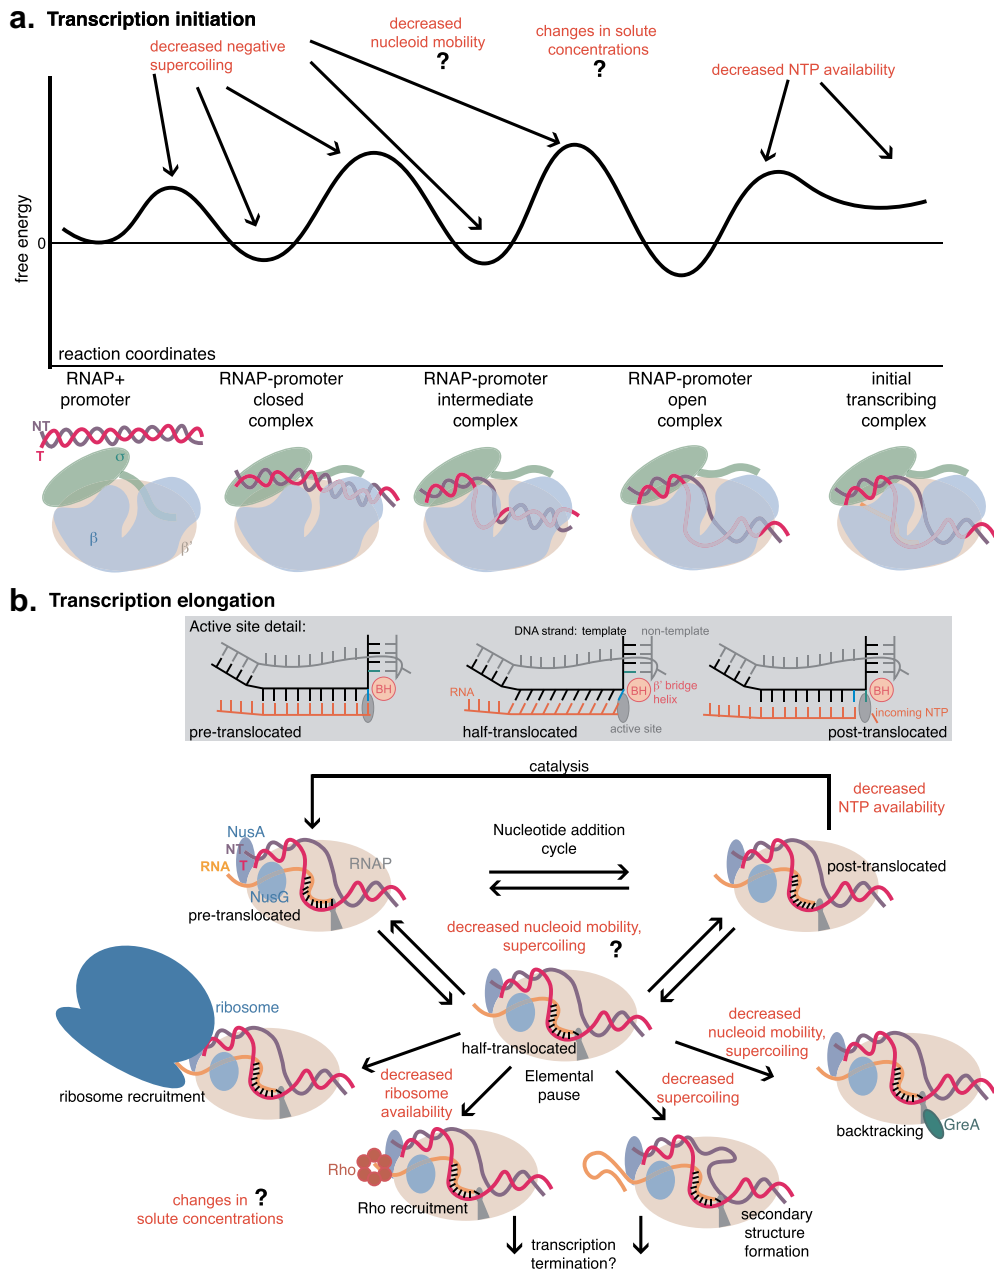 a. Transcription initiation
decreased negative
supercoiling
decreased
nucleoid mobility
?
changes in solute
concentrations
?
decreased NTP availability
free energy
0
reaction coordinates
RNAP+
promoter
RNAP-promoter
closed
complex
RNAP-promoter
intermediate
complex
RNAP-promoter
open
complex
initial
transcribing
complex
NT
T
σ
β
β'
b. Transcription elongation
Active site detail:
DNA strand: template
non-template
BH
BH
BH
β' bridge
helix
RNA
active site
incoming NTP
pre-translocated
half-translocated
post-translocated
catalysis
decreased
NTP availability
Nucleotide addition
cycle
NusA
NT
RNA
T
RNAP
NusG
pre-translocated
post-translocated
decreased nucleoid mobility,
supercoiling
?
ribosome
ribosome recruitment
half-translocated
Elemental
pause
decreased
nucleoid mobility,
supercoiling
decreased
ribosome
availability
decreased
supercoiling
backtracking
GreA
Rho
Rho recruitment
changes in ?
solute concentrations
secondary
structure
formation
transcription
termination?